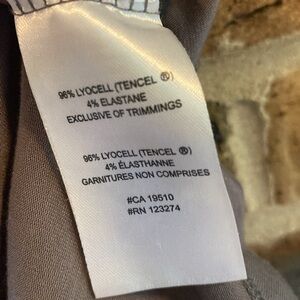 96% LYOCELL (TENCEL ®)
4% ELASTANE
EXCLUSIVE OF TRIMMINGS
96% LYOCELL (TENCEL ®)
4% ÉLASTHANNE
GARNITURES NON COMPRISES
#CA 19510
#RN 123274